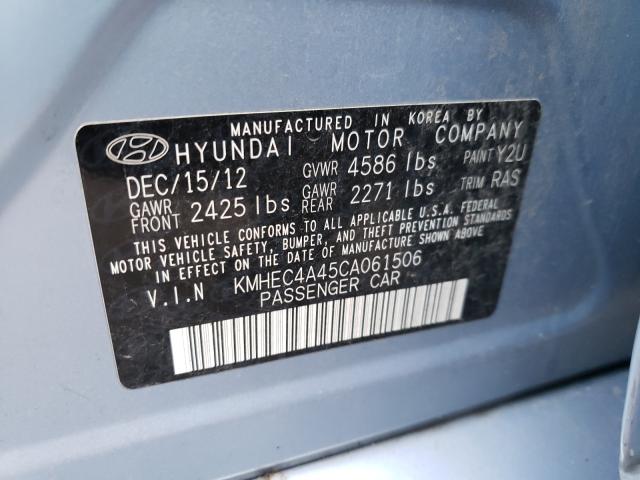 MANUFACTURED IN KOREA BY
HYUNDAI MOTOR COMPANY
DEC/15/12 GVWR 4586 lbs PAINT Y2U
GAWR FRONT 2425 lbs GAWR REAR 2271 lbs TRIM RAS
THIS VEHICLE CONFORMS TO ALL APPLICABLE U.S.A. FEDERAL
MOTOR VEHICLE SAFETY, BUMPER, AND THEFT PREVENTION STANDARDS
IN EFFECT ON THE DATE OF MANUFACTURE SHOWN ABOVE
V.I.N KMHEC4A45CA061506
PASSENGER CAR